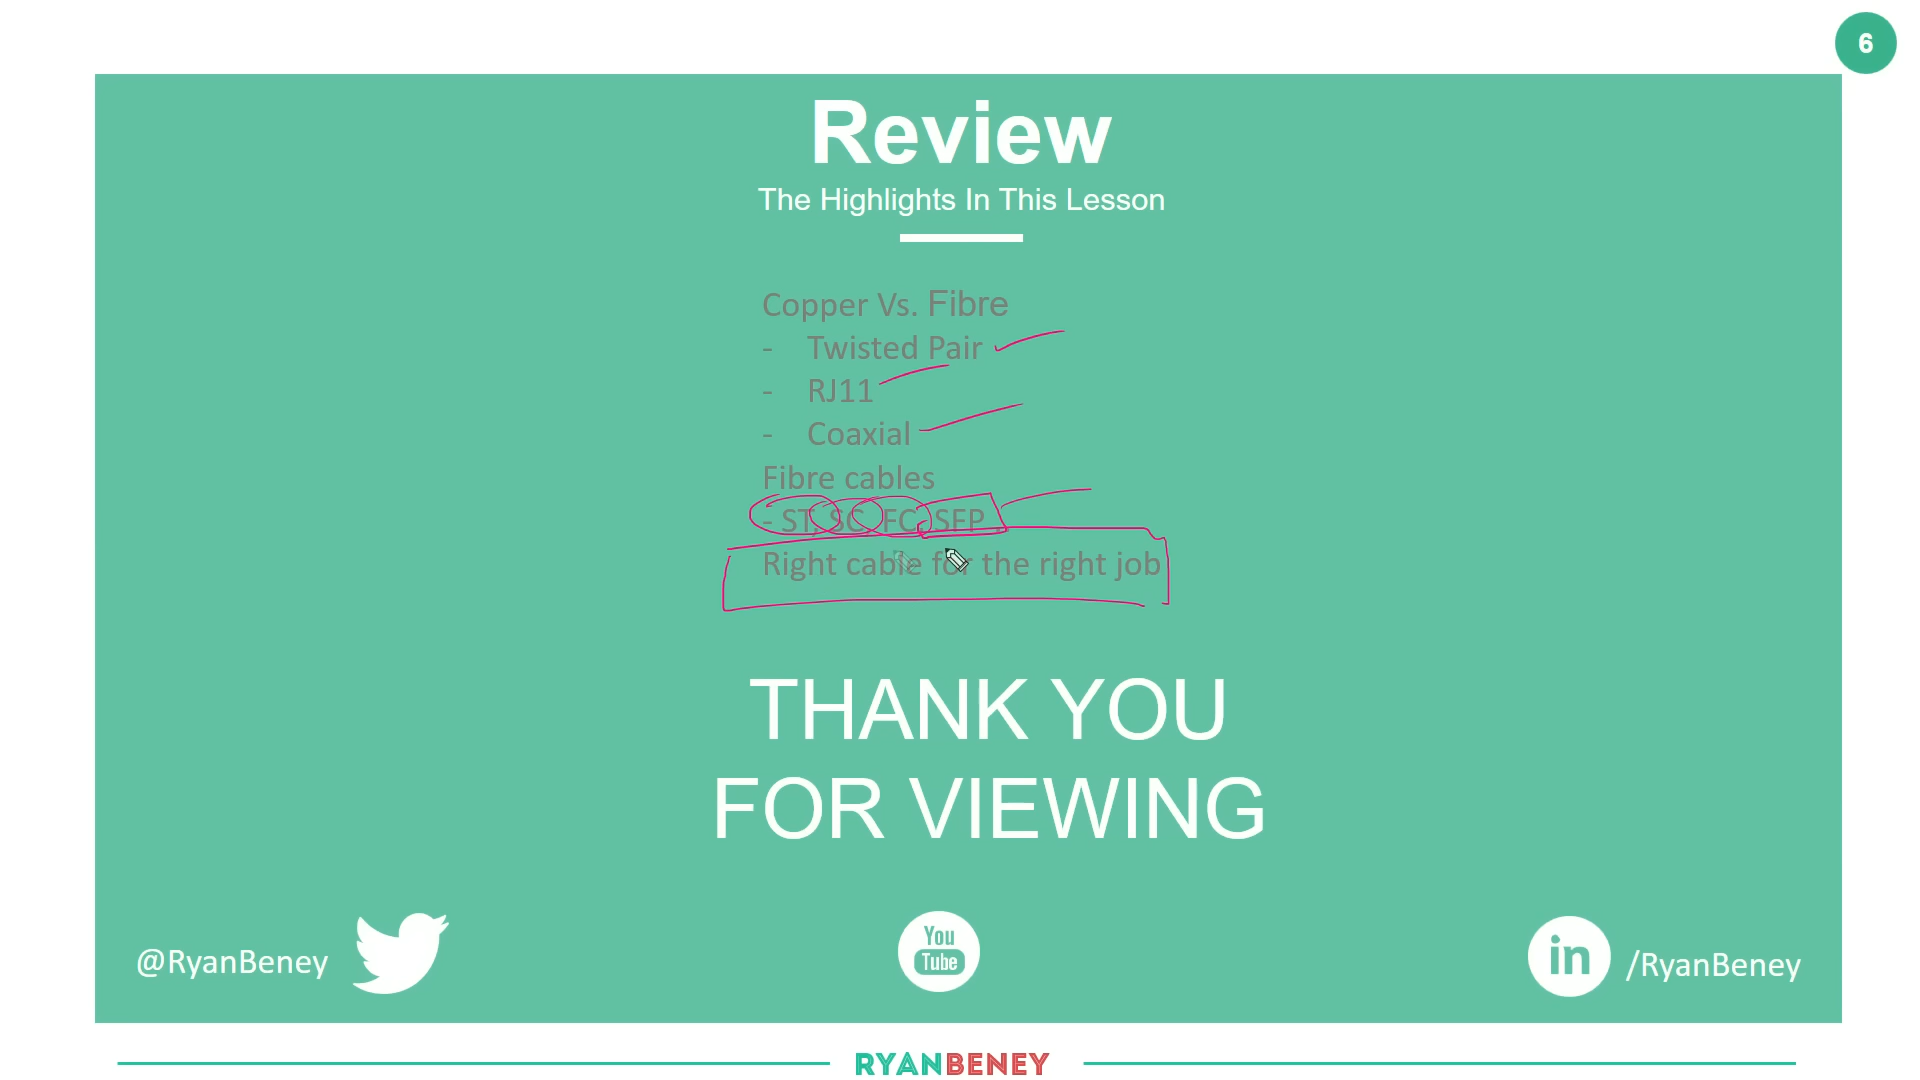 6
Review
The Highlights In This Lesson
Copper Vs. Fibre
- Twisted Pair
- RJ11
- Coaxial
Fibre cables
- ST, SC, FC, SFP ..
Right cable for the right job
THANK YOU
FOR VIEWING
@RyanBeney
You
Tube
in
/RyanBeney
RYANBENEY